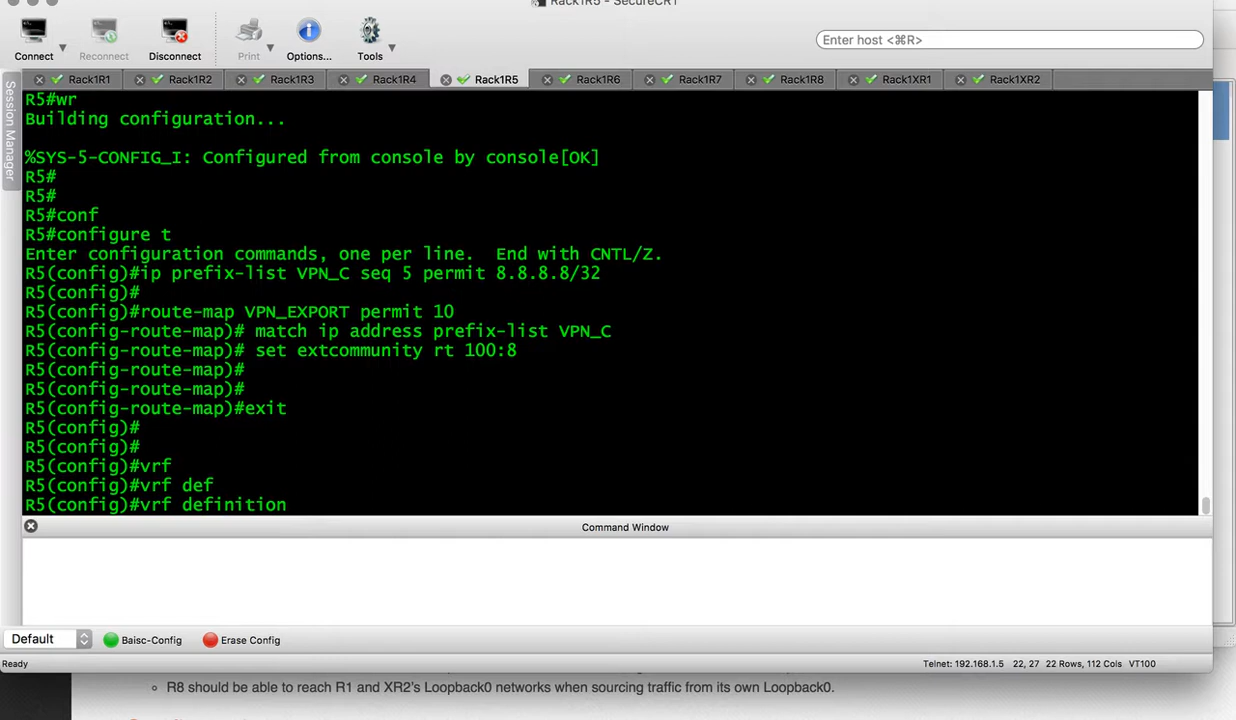 Rack1R5 - SecureCRT
Connect
Reconnect
Disconnect
Print
Options...
Tools
Enter host <⌘R>
Session Manager
Rack1R1
Rack1R2
Rack1R3
Rack1R4
Rack1R5
Rack1R6
Rack1R7
Rack1R8
Rack1XR1
Rack1XR2
R5#wr
Building configuration...
%SYS-5-CONFIG_I: Configured from console by console[OK]
R5#
R5#
R5#conf
R5#configure t
Enter configuration commands, one per line.  End with CNTL/Z.
R5(config)#ip prefix-list VPN_C seq 5 permit 8.8.8.8/32
R5(config)#
R5(config)#route-map VPN_EXPORT permit 10
R5(config-route-map)# match ip address prefix-list VPN_C
R5(config-route-map)# set extcommunity rt 100:8
R5(config-route-map)#
R5(config-route-map)#
R5(config-route-map)#exit
R5(config)#
R5(config)#
R5(config)#vrf
R5(config)#vrf def
R5(config)#vrf definition
Command Window
Default
Baisc-Config
Erase Config
Ready
Telnet: 192.168.1.5
22, 27
22 Rows, 112 Cols
VT100
R8 should be able to reach R1 and XR2's Loopback0 networks when sourcing traffic from its own Loopback0.